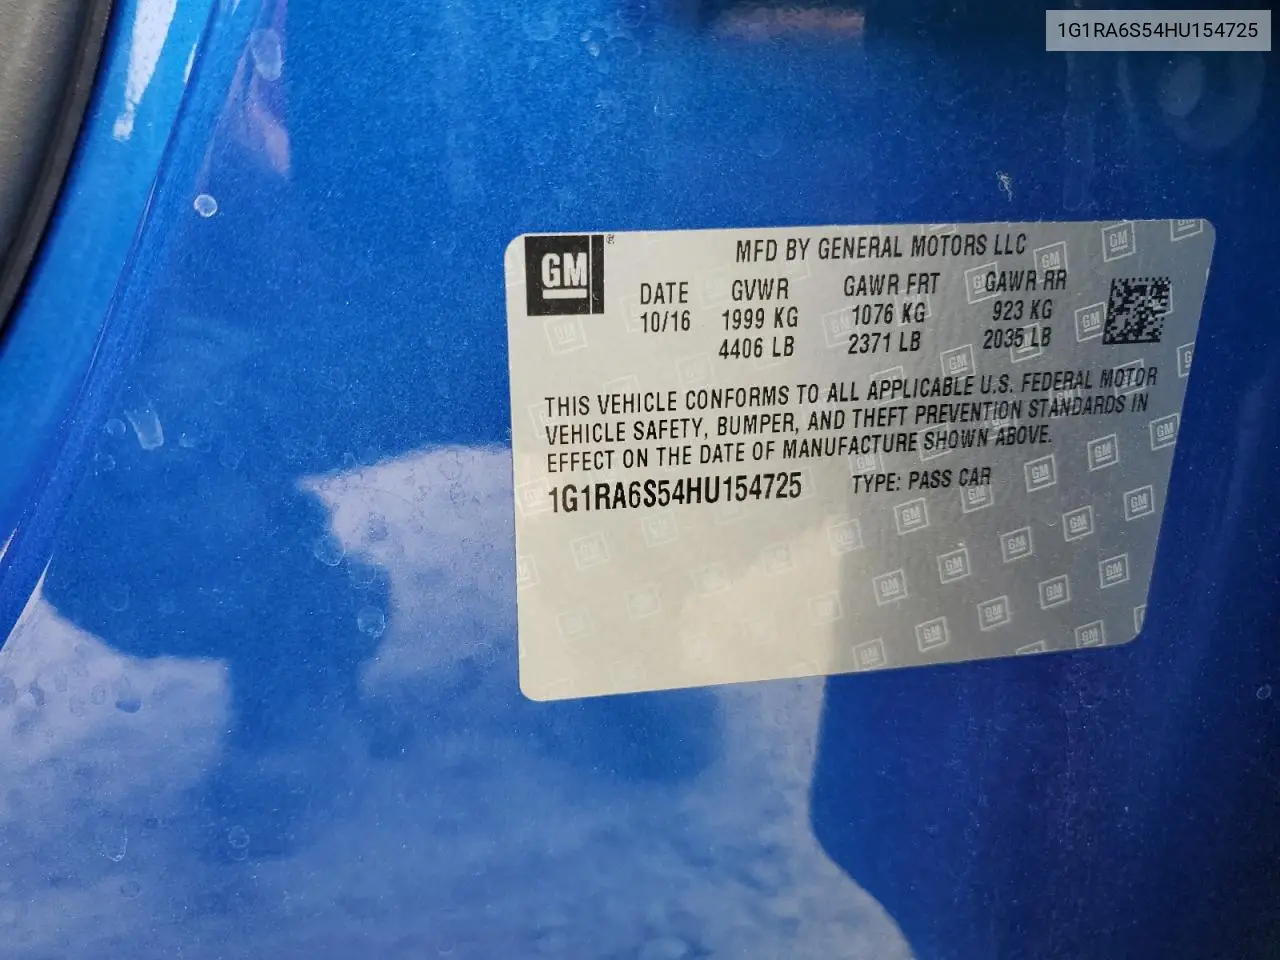 1G1RA6S54HU154725
GM
MFD BY GENERAL MOTORS LLC
DATE GVWR GAWR FRT GAWR RR
10/16 1999 KG 1076 KG 923 KG
4406 LB 2371 LB 2035 LB
THIS VEHICLE CONFORMS TO ALL APPLICABLE U.S. FEDERAL MOTOR
VEHICLE SAFETY, BUMPER, AND THEFT PREVENTION STANDARDS IN
EFFECT ON THE DATE OF MANUFACTURE SHOWN ABOVE.
1G1RA6S54HU154725 TYPE: PASS CAR